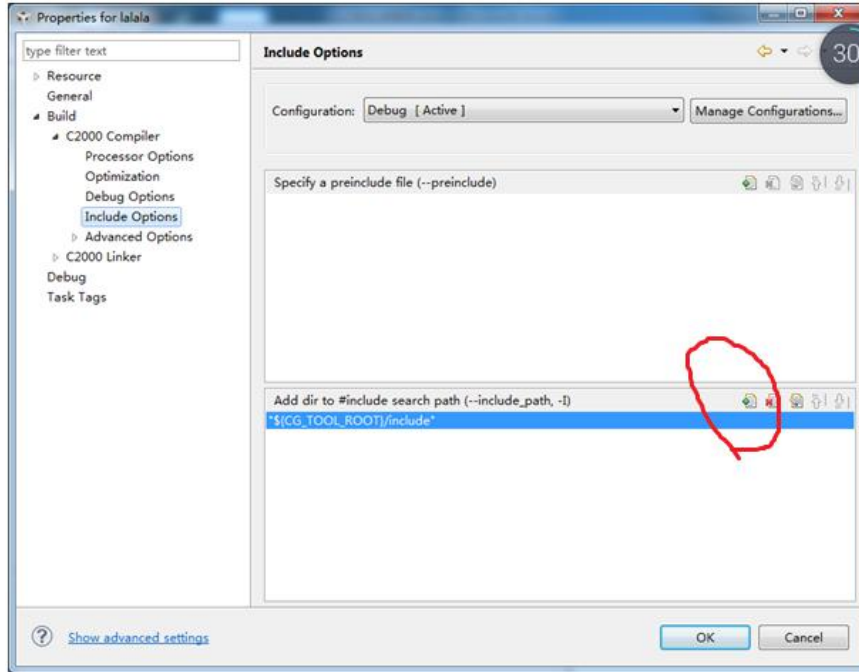 Properties for lalala
type filter text
Resource
General
Build
C2000 Compiler
Processor Options
Optimization
Debug Options
Include Options
Advanced Options
C2000 Linker
Debug
Task Tags
Include Options
30
Configuration:
Debug [ Active ]
Manage Configurations...
Specify a preinclude file (--preinclude)
Add dir to #include search path (--include_path, -I)
"${CG_TOOL_ROOT}/include"
Show advanced settings
OK
Cancel